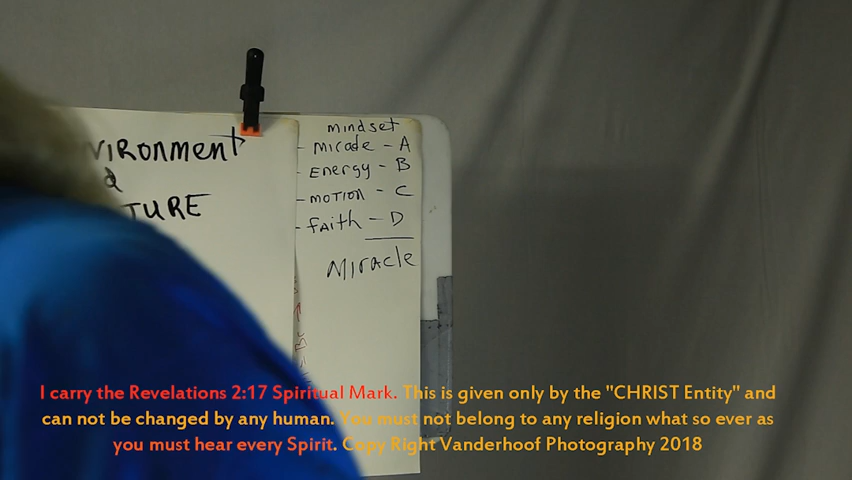 VIRONMENT
&
TURE
mindset
- micade - A
- Energy - B
- MOTION - C
- FAith - D
Miracle
I carry the Revelations 2:17 Spiritual Mark. This is given only by the "CHRIST Entity" and
can not be changed by any human. You must not belong to any religion what so ever as
you must hear every Spirit. Copy Right Vanderhoof Photography 2018